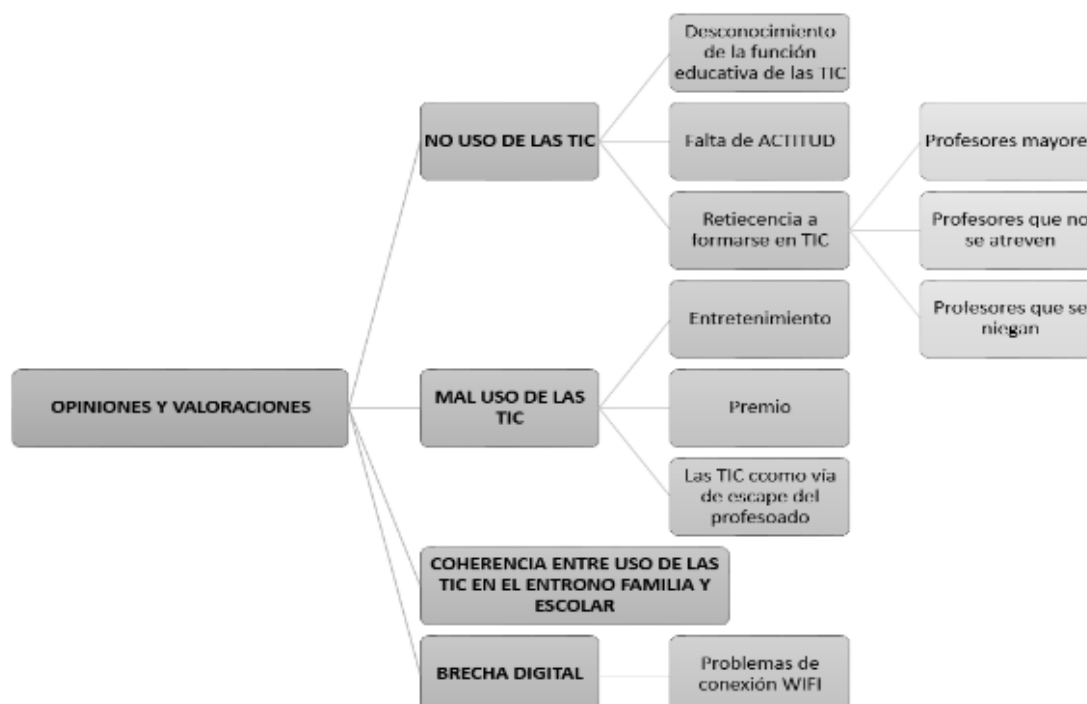 OPINIONES Y VALORACIONES
NO USO DE LAS TIC
Desconocimiento
de la función
educativa de las TIC
Falta de ACTITUD
Retiecencia a
formarse en TIC
Profesores mayore
Profesores que no
se atreven
Profesores que se
niegan
MAL USO DE LAS
TIC
Entretenimiento
Premio
Las TIC ccomo vía
de escape del
profesoado
COHERENCIA ENTRE USO DE LAS
TIC EN EL ENTRONO FAMILIA Y
ESCOLAR
BRECHA DIGITAL
Problemas de
conexión WIFI